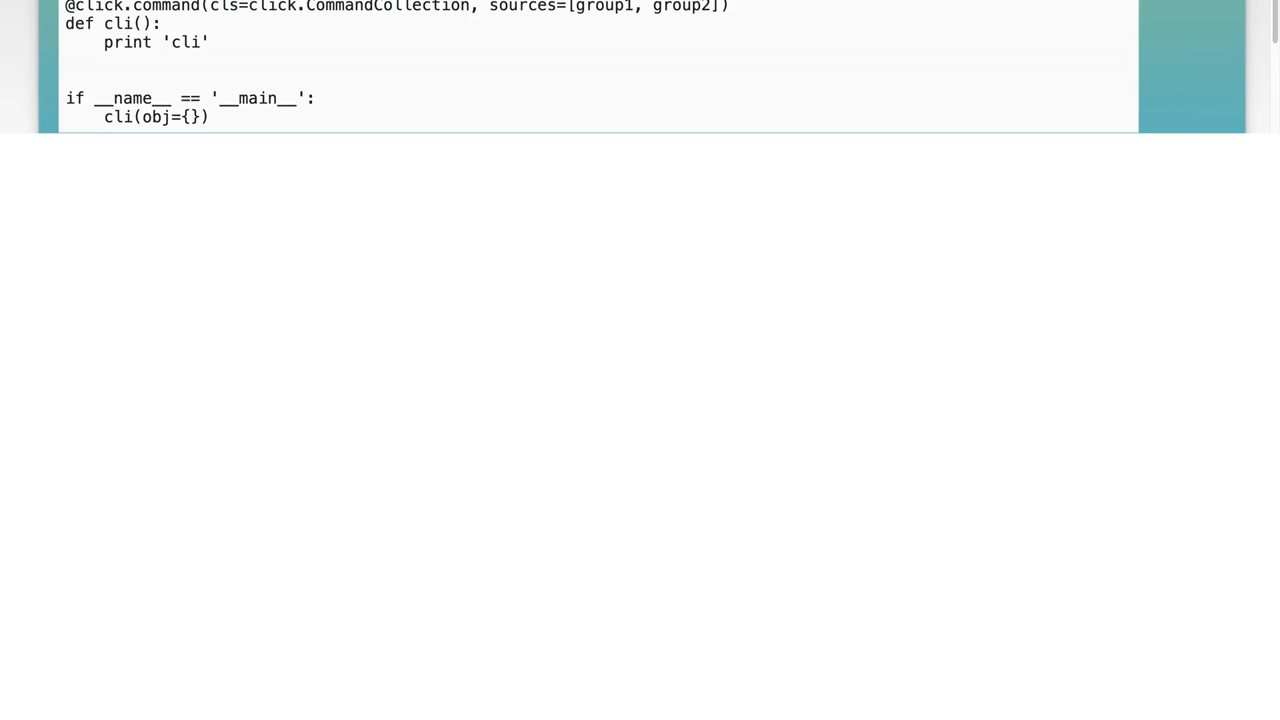 @click.command(cls=click.CommandCollection, sources=[group1, group2])
def cli():
    print 'cli'
if __name__ == '__main__':
    cli(obj={})